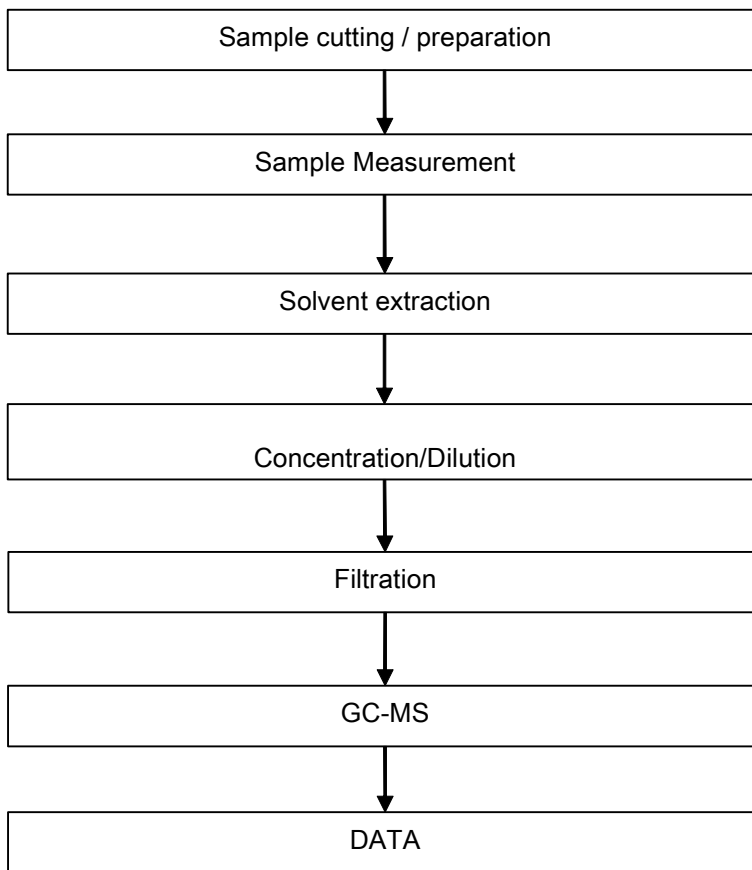 Sample cutting / preparation
Sample Measurement
Solvent extraction
Concentration/Dilution
Filtration
GC-MS
DATA